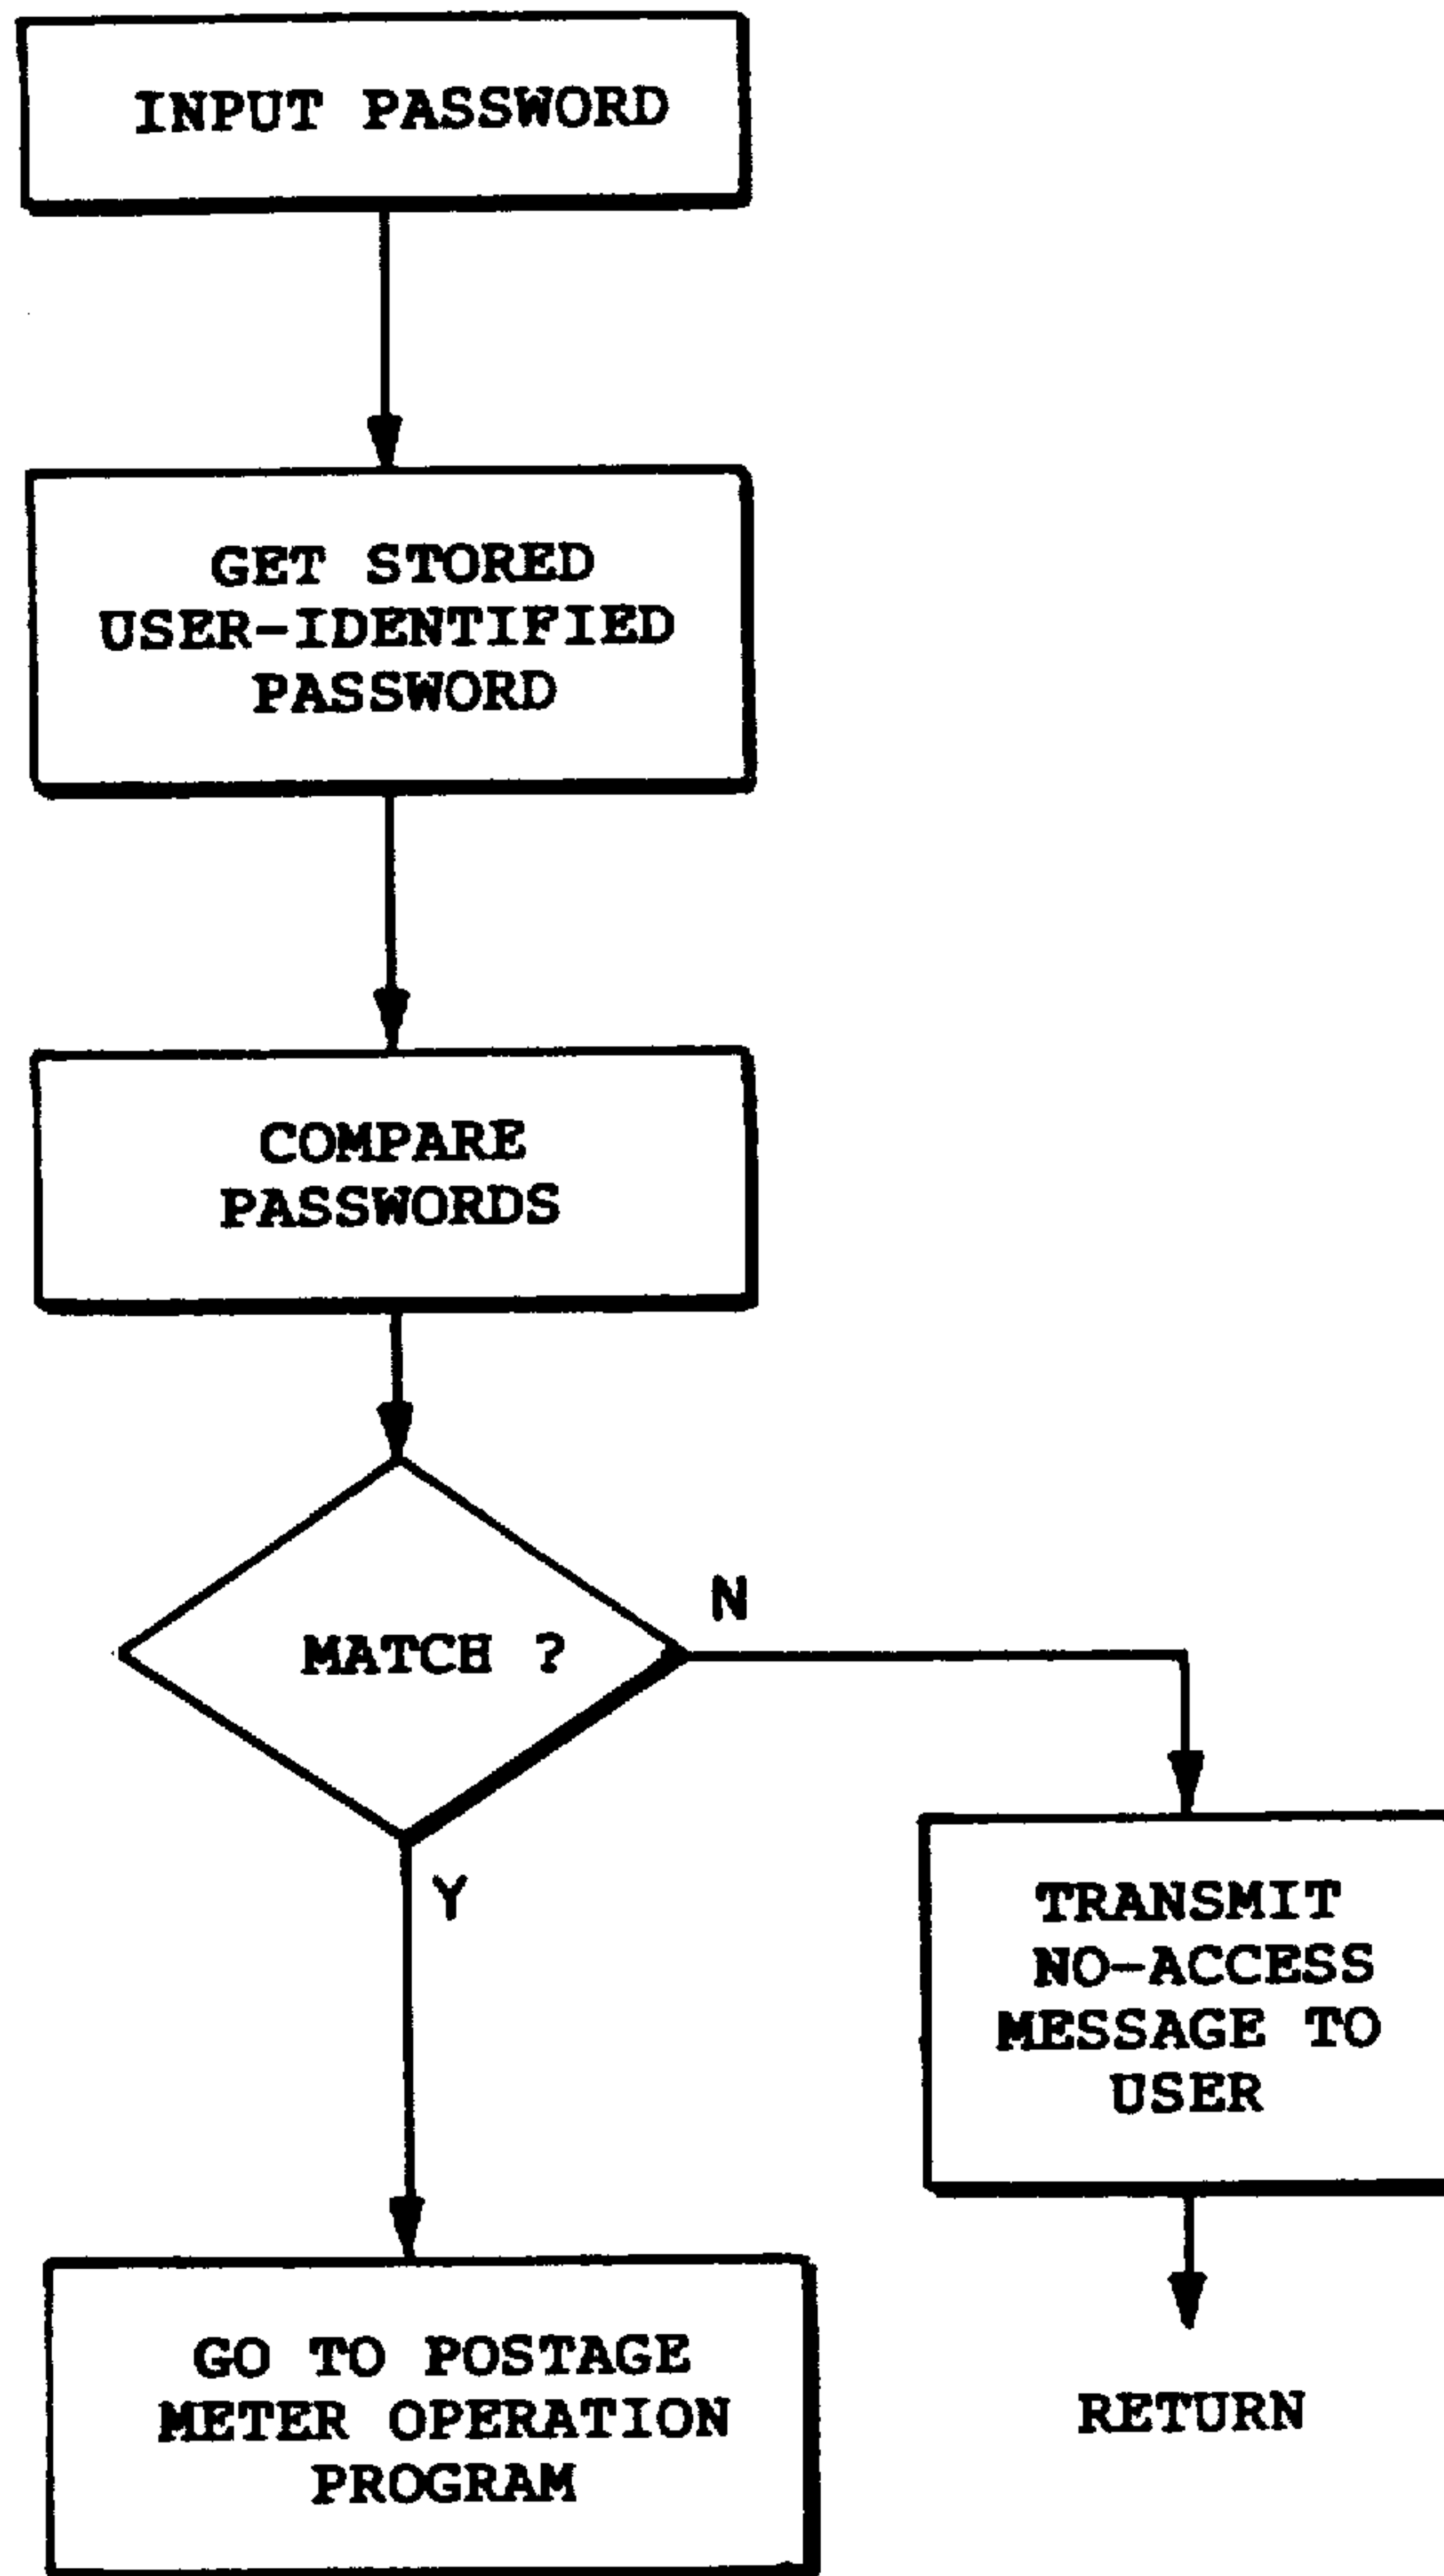 INPUT PASSWORD
GET STORED
USER-IDENTIFIED
PASSWORD
COMPARE
PASSWORDS
MATCH ?
N
Y
TRANSMIT
NO-ACCESS
MESSAGE TO
USER
RETURN
GO TO POSTAGE
METER OPERATION
PROGRAM